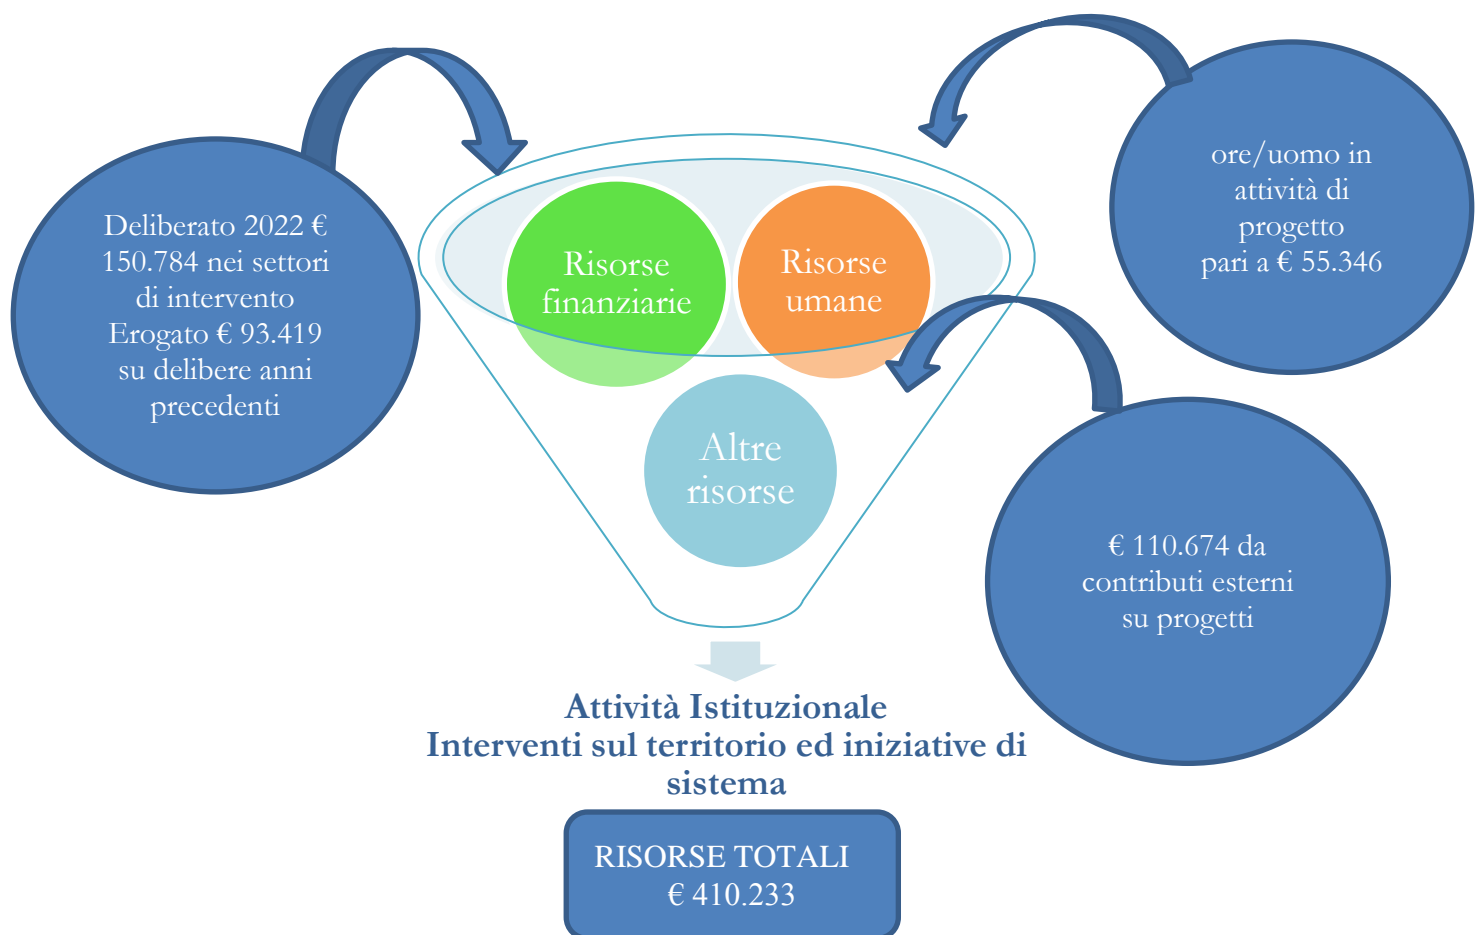 Deliberato 2022 €
150.784 nei settori
di intervento
Erogato € 93.419
su delibere anni
precedenti
Risorse
finanziarie
Risorse
umane
Altre
risorse
ore/uomo in
attività di
progetto
pari a € 55.346
€ 110.674 da
contributi esterni
su progetti
Attività Istituzionale
Interventi sul territorio ed iniziative di
sistema
RISORSE TOTALI
€ 410.233